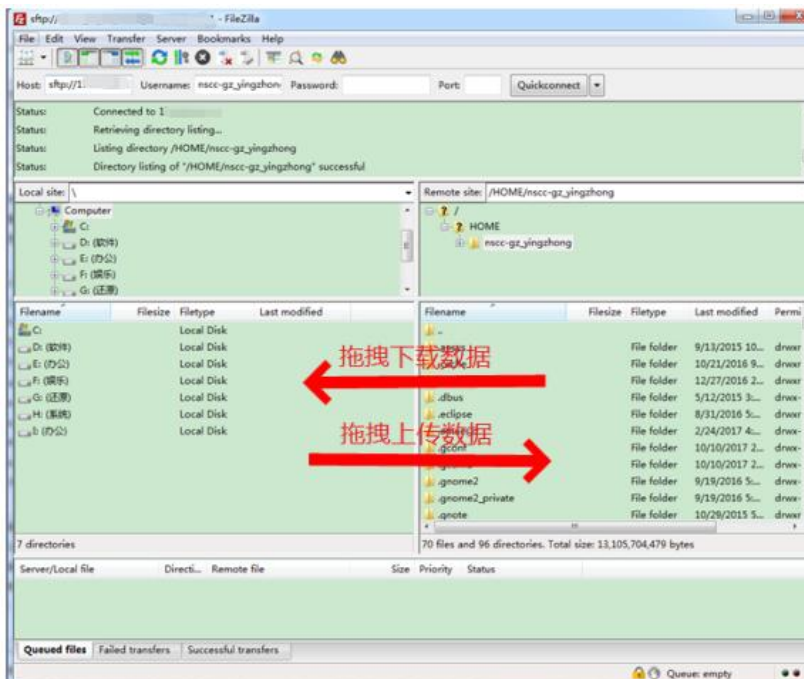 sftp:// - FileZilla
File Edit View Transfer Server Bookmarks Help
Host: sftp://1. Username: nscc-gz_yingzhon Password: Port: Quickconnect
Status: Connected to 1
Status: Retrieving directory listing...
Status: Listing directory /HOME/nscc-gz_yingzhong
Status: Directory listing of "/HOME/nscc-gz_yingzhong" successful
Local site: \
Computer
C:
D: (软件)
E: (办公)
F: (娱乐)
G: (还原)
Remote site: /HOME/nscc-gz_yingzhong
/
HOME
nscc-gz_yingzhong
Filename Filesize Filetype Last modified
C: Local Disk
D: (软件) Local Disk
E: (办公) Local Disk
F: (娱乐) Local Disk
G: (还原) Local Disk
H: (系统) Local Disk
I: (办公) Local Disk
7 directories
拖拽下载数据
拖拽上传数据
Filename Filesize Filetype Last modified Permi
..
File folder 9/13/2015 10... drwxr
File folder 10/21/2016 9... drwxr
File folder 12/27/2016 2... drwxr
.dbus File folder 5/12/2015 3:... drwx-
.eclipse File folder 8/31/2016 5:... drwxr
File folder 2/24/2017 4:... drwx-
.gconf File folder 10/10/2017 2... drwx-
File folder 10/10/2017 2... drwx-
.gnome2 File folder 9/19/2016 5:... drwx-
.gnome2_private File folder 9/19/2016 5:... drwx-
.qnote File folder 10/29/2015 5... drwxr
70 files and 96 directories. Total size: 13,105,704,479 bytes
Server/Local file Directi... Remote file Size Priority Status
Queued files Failed transfers Successful transfers
Queue: empty